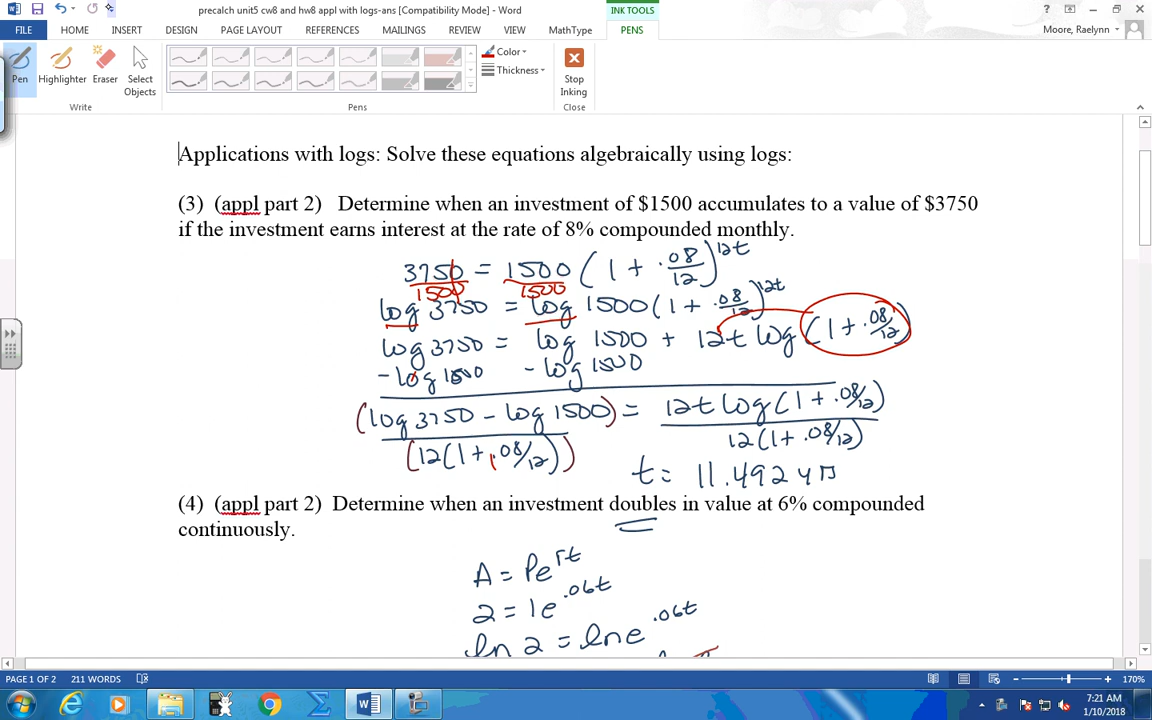 precalch unit5 cw8 and hw8 appl with logs-ans [Compatibility Mode] - Word
INK TOOLS
FILE HOME INSERT DESIGN PAGE LAYOUT REFERENCES MAILINGS REVIEW VIEW MathType PENS
Moore, Raelynn
Pen Highlighter Eraser Select Objects
Color
Thickness
Stop Inking
Write Pens Close
Applications with logs: Solve these equations algebraically using logs:
(3) (appl part 2) Determine when an investment of $1500 accumulates to a value of $3750
if the investment earns interest at the rate of 8% compounded monthly.
3750 = 1500 (1 + .08/12)^12t
1500 1500
log 3750 = log 1500 (1 + .08/12)^12t
log 3750 = log 1500 + 12t log (1 + .08/12)
- log 1500 - log 1500
(log 3750 - log 1500) = 12t log (1 + .08/12)
(12(1 + .08/12)) 12(1 + .08/12)
t = 11.492 yr
(4) (appl part 2) Determine when an investment doubles in value at 6% compounded
continuously.
A = Pe^rt
2 = 1e^.06t
ln 2 = ln e^.06t
PAGE 1 OF 2 211 WORDS 170%
7:21 AM
1/10/2018